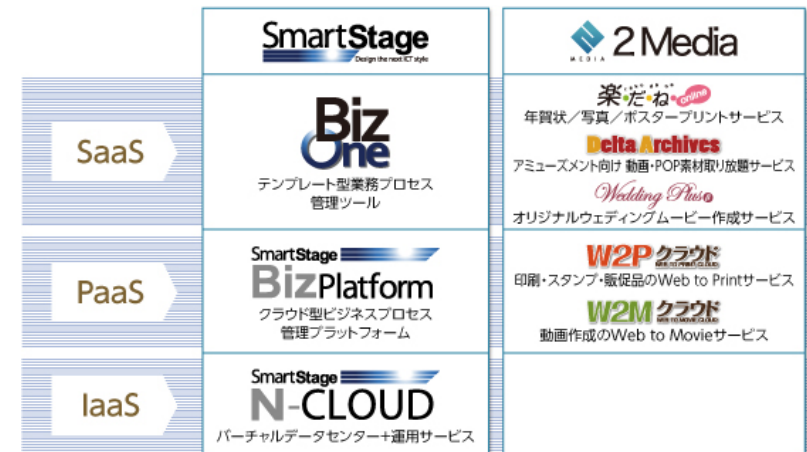 SmartStage
Design the next ICT style
MEDIA
2 Media
SaaS
Biz
One
テンプレート型業務プロセス
管理ツール
楽だ・ね online
年賀状／写真／ポスタープリントサービス
Delta Archives
アミューズメント向け 動画・POP素材取り放題サービス
Wedding Plus
オリジナルウェディングムービー作成サービス
PaaS
SmartStage
BizPlatform
クラウド型ビジネスプロセス
管理プラットフォーム
W2P クラウド
WEB TO PRINT CLOUD
印刷・スタンプ・販促品のWeb to Printサービス
W2M クラウド
WEB TO MOVIE CLOUD
動画作成のWeb to Movieサービス
IaaS
SmartStage
N-CLOUD
バーチャルデータセンター+運用サービス